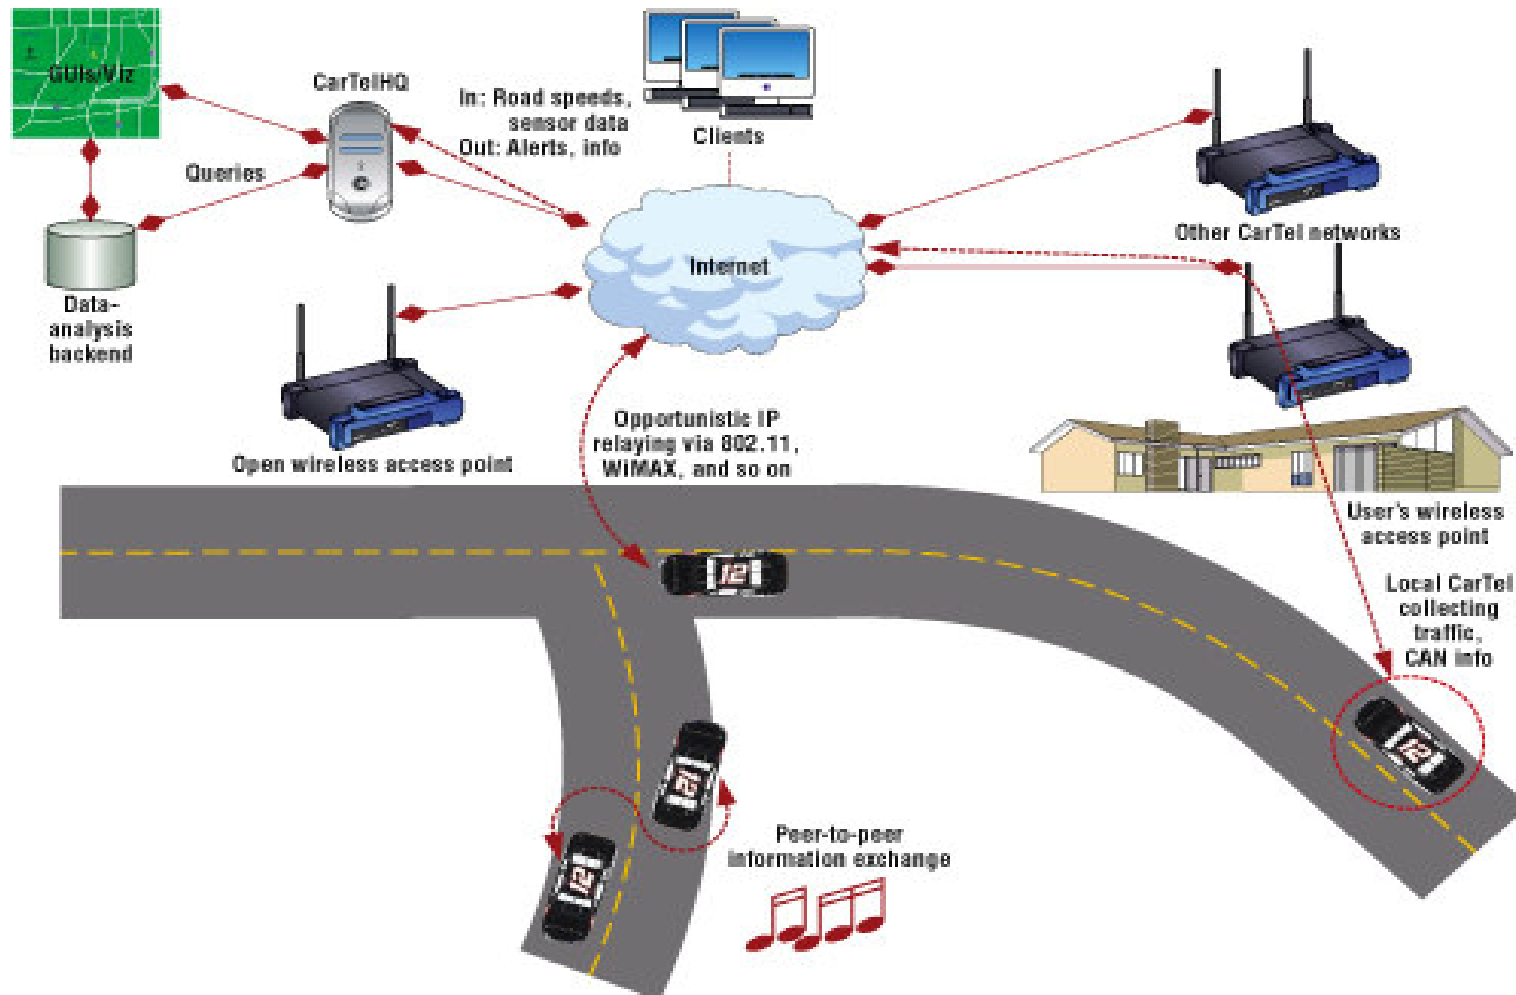 GUIs/Viz
CarTelHQ
In: Road speeds,
sensor data
Out: Alerts, info
Clients
Queries
Other CarTel networks
Internet
Data-
analysis
backend
Opportunistic IP
relaying via 802.11,
WiMAX, and so on
Open wireless access point
User's wireless
access point
Local CarTel
collecting
traffic,
CAN info
12
12
12
12
Peer-to-peer
information exchange